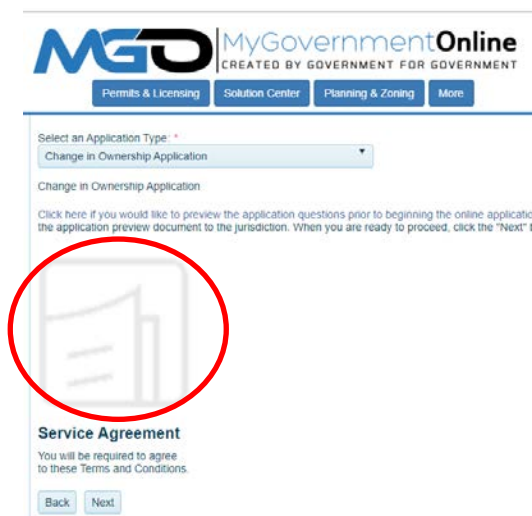 MGO MyGovernmentOnline
CREATED BY GOVERNMENT FOR GOVERNMENT
Permits & Licensing Solution Center Planning & Zoning More
Select an Application Type: *
Change in Ownership Application
Change in Ownership Application
Click here if you would like to preview the application questions prior to beginning the online applicatio
the application preview document to the jurisdiction. When you are ready to proceed, click the "Next"
Service Agreement
You will be required to agree
to these Terms and Conditions.
Back Next